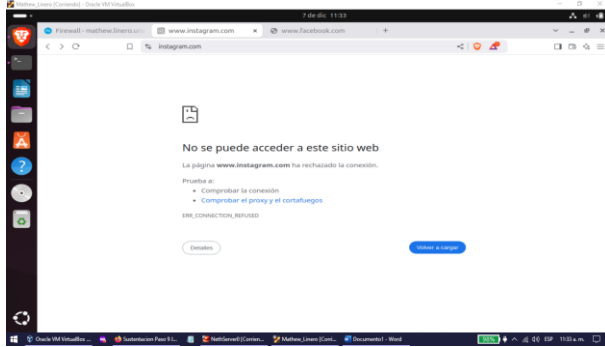 Mathew_Linero [Corriendo] - Oracle VM VirtualBox
7 de dic 11:33
Firewall - mathew.linero.un
www.instagram.com
www.facebook.com
instagram.com
No se puede acceder a este sitio web
La página www.instagram.com ha rechazado la conexión.
Prueba a:
Comprobar la conexión
Comprobar el proxy y el cortafuegos
ERR_CONNECTION_REFUSED
Detalles
Volver a cargar
Oracle VM VirtualBox ...
Sustentacion Paso 9 /...
NethServer0 [Corrien...
Mathew_Linero [Corri...
Documento1 - Word
98%
ESP
11:33 a. m.